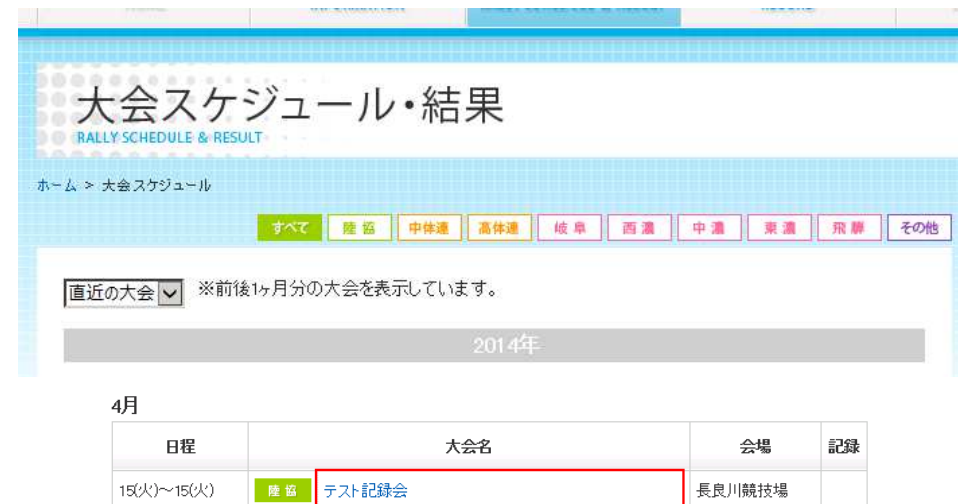 大会スケジュール・結果
RALLY SCHEDULE & RESULT
ホーム > 大会スケジュール
すべて 陸協 中体連 高体連 岐阜 西濃 中濃 東濃 飛騨 その他
直近の大会 ※前後1ヶ月分の大会を表示しています。
2014年
4月
日程 大会名 会場 記録
15(火)～15(火) 陸協 テスト記録会 長良川競技場